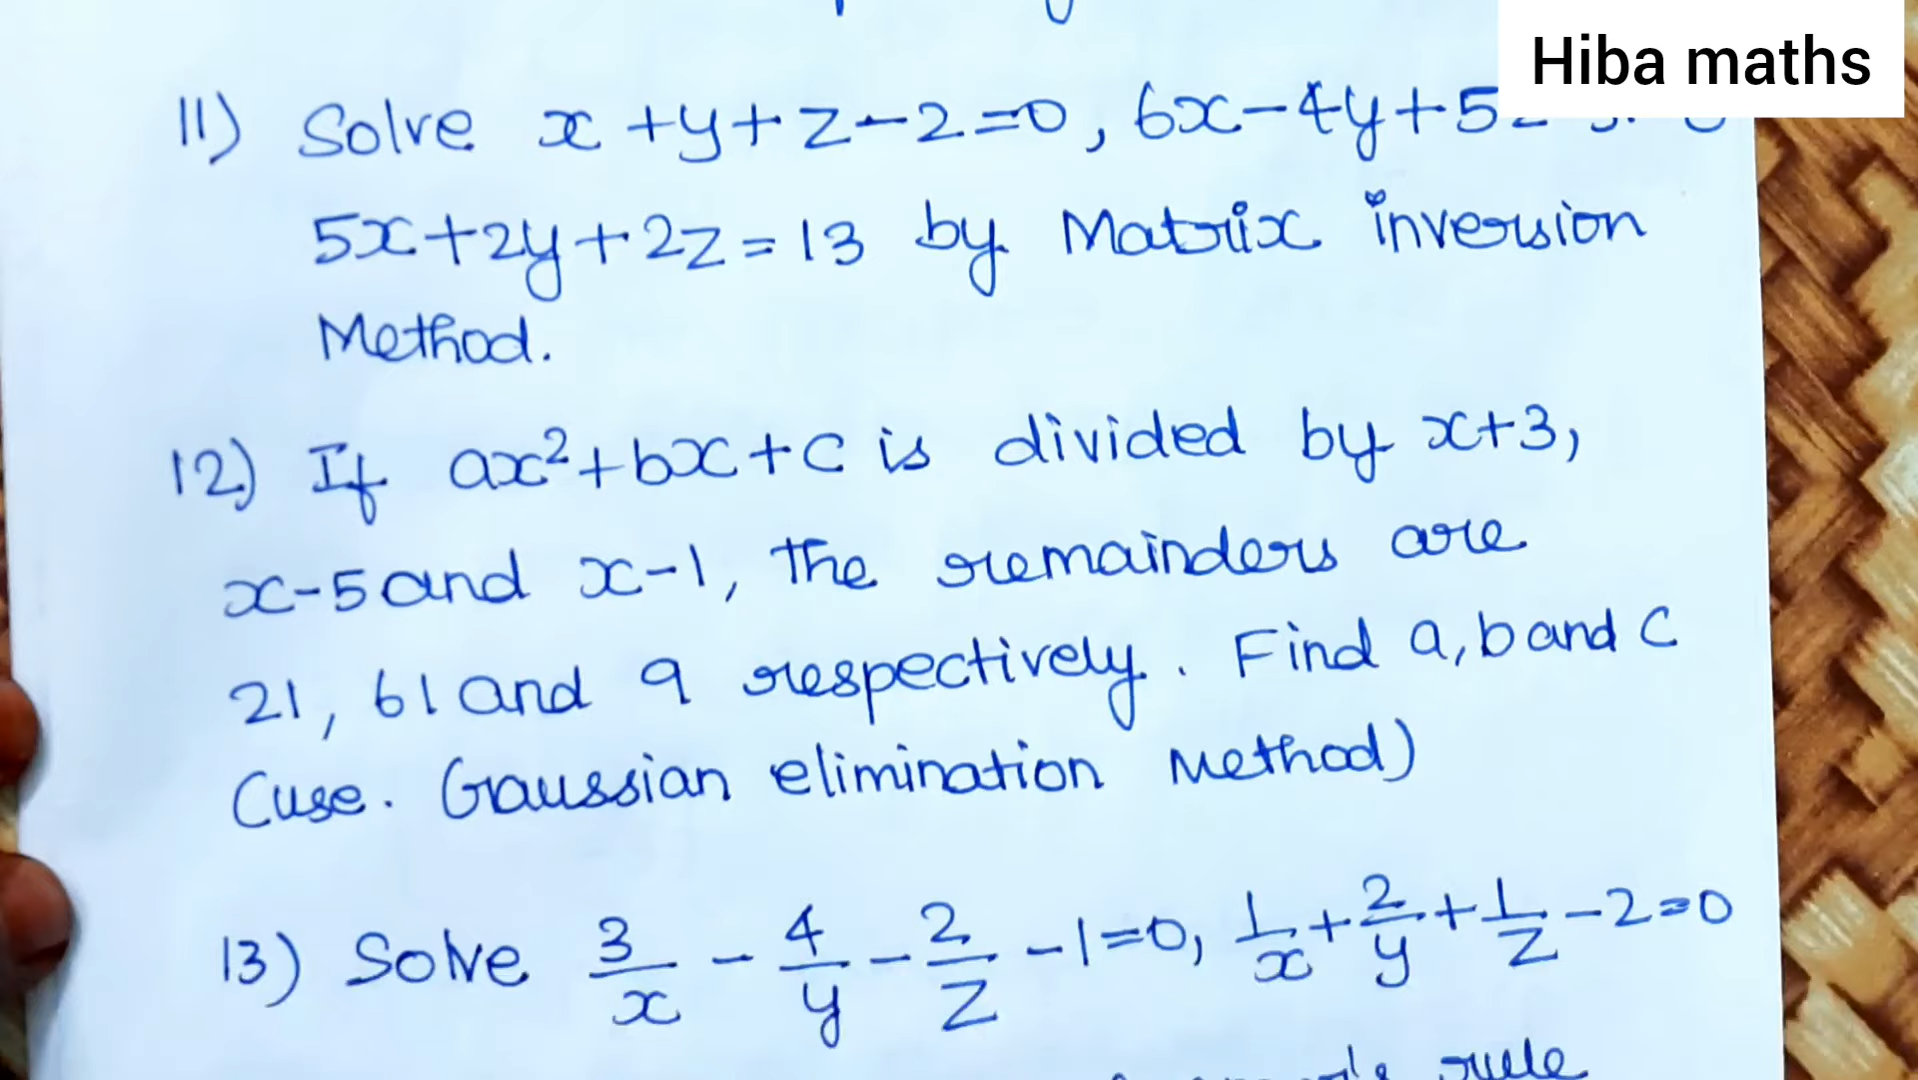 Hiba maths
11) Solve x+y+z-2=0, 6x-4y+5
5x+2y+2z=13 by Matrix inversion
Method.
12) If ax²+bx+c is divided by x+3,
x-5 and x-1, the remainders are
21, 61 and 9 respectively. Find a, b and c
(use. Gaussian elimination Method)
13) Solve 3/x - 4/y - 2/z - 1=0, 1/x + 2/y + 1/z - 2=0
rule